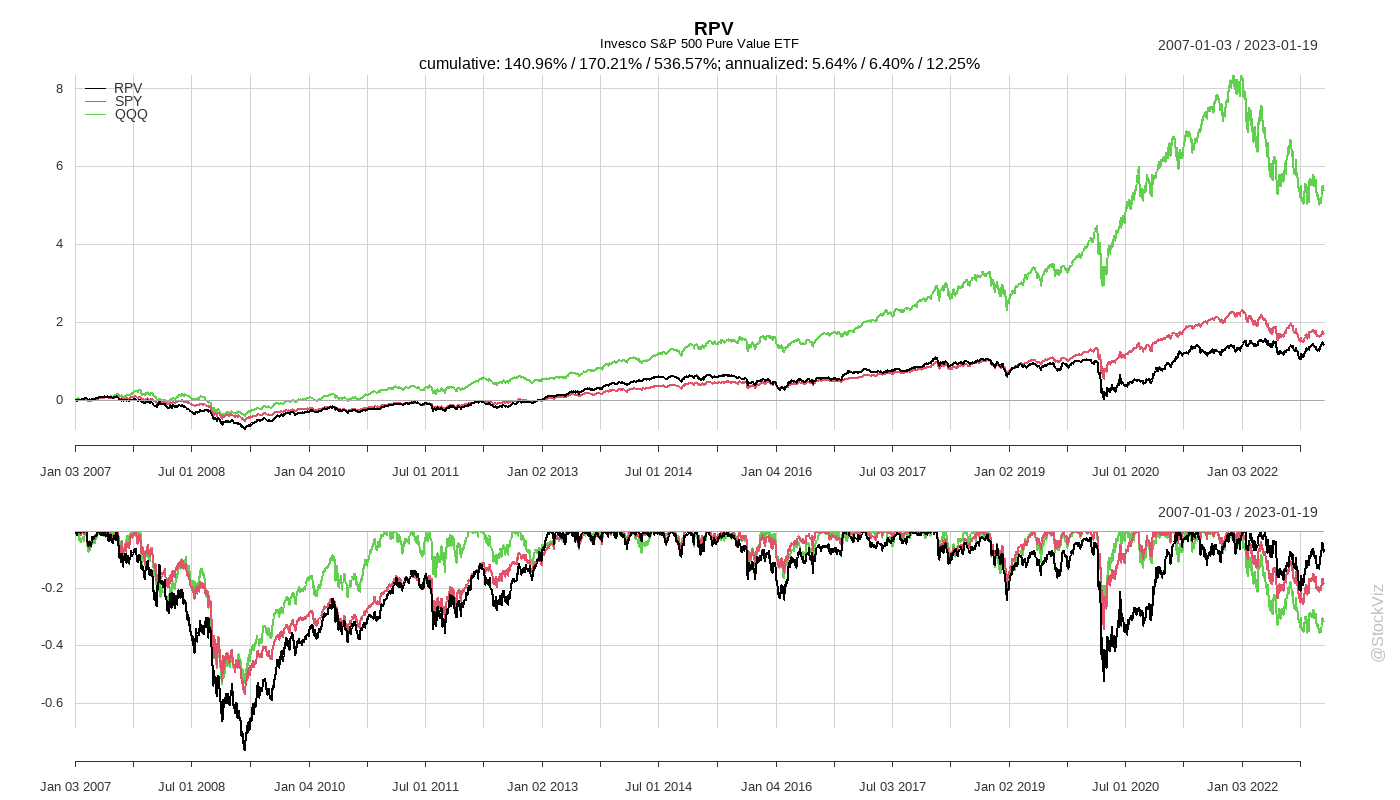 RPV
Invesco S&P 500 Pure Value ETF
2007-01-03 / 2023-01-19
cumulative: 140.96% / 170.21% / 536.57%; annualized: 5.64% / 6.40% / 12.25%
RPV
SPY
QQQ
8
6
4
2
0
Jan 03 2007 Jul 01 2008 Jan 04 2010 Jul 01 2011 Jan 02 2013 Jul 01 2014 Jan 04 2016 Jul 03 2017 Jan 02 2019 Jul 01 2020 Jan 03 2022
2007-01-03 / 2023-01-19
-0.2
-0.4
-0.6
Jan 03 2007 Jul 01 2008 Jan 04 2010 Jul 01 2011 Jan 02 2013 Jul 01 2014 Jan 04 2016 Jul 03 2017 Jan 02 2019 Jul 01 2020 Jan 03 2022
@StockViz